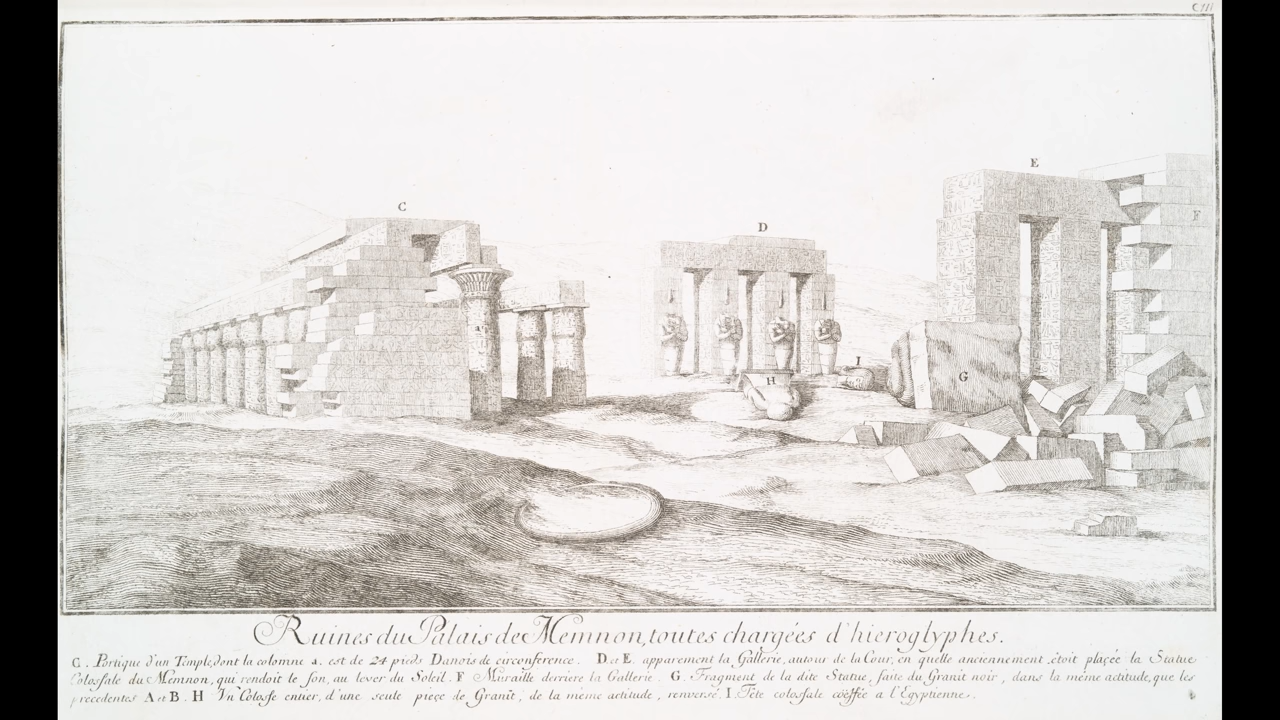 CIII
E
C
F
D
I
H
G
a
Ruines du Palais de Memnon, toutes chargées d'hieroglyphes.
C. Portique d'un Temple, dont la colomne a. est de 24 pieds Danois de circonference. D. et E. apparement la Gallerie, autour de la Cour, en quelle anciennement étoit plaçée la Statue
Colossale du Memnon, qui rendoit le son, au lever du Soleil. F Muraille derriere la Gallerie. G. Fragment de la dite Statue, faite du Granit noir, dans la même actitude, que les
precedentes A et B. H Un Colosse entier, d'une seule pieçe de Granit, de la même actitude, renversé. I. Tête colossale cöeffée a l'Egyptienne.